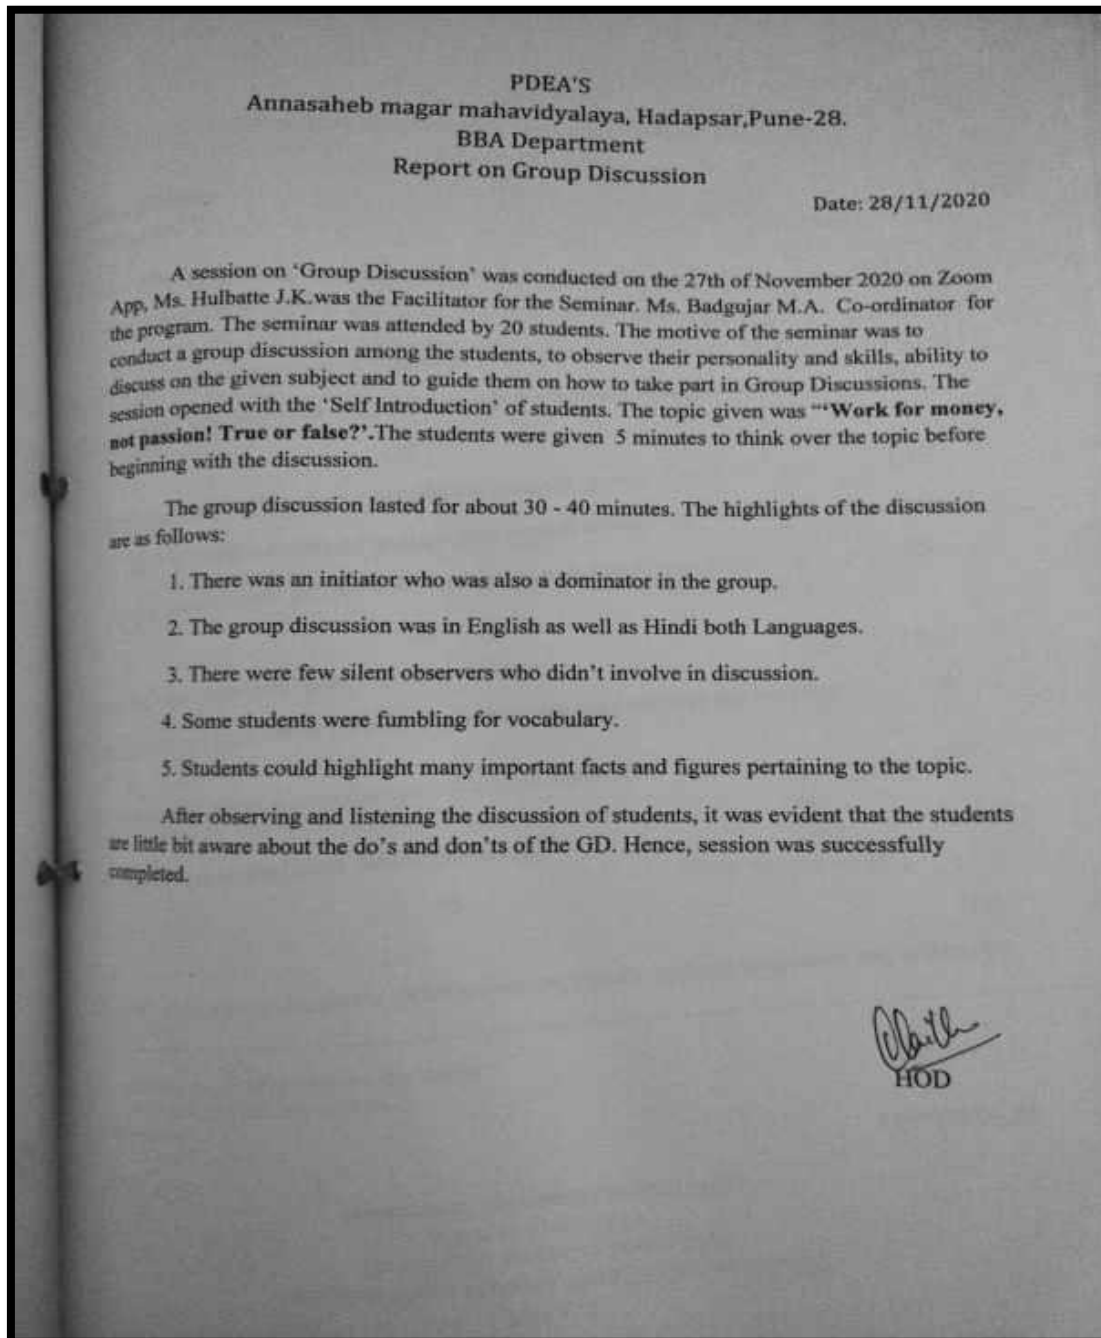 PDEA'S
Annasaheb magar mahavidyalaya, Hadapsar,Pune-28.
BBA Department
Report on Group Discussion
Date: 28/11/2020
A session on ‘Group Discussion’ was conducted on the 27th of November 2020 on Zoom
App, Ms. Hulbatte J.K.was the Facilitator for the Seminar. Ms. Badgujar M.A. Co-ordinator for
the program. The seminar was attended by 20 students. The motive of the seminar was to
conduct a group discussion among the students, to observe their personality and skills, ability to
discuss on the given subject and to guide them on how to take part in Group Discussions. The
session opened with the ‘Self Introduction’ of students. The topic given was “‘Work for money,
not passion! True or false?’.The students were given 5 minutes to think over the topic before
beginning with the discussion.
The group discussion lasted for about 30 - 40 minutes. The highlights of the discussion
are as follows:
1. There was an initiator who was also a dominator in the group.
2. The group discussion was in English as well as Hindi both Languages.
3. There were few silent observers who didn’t involve in discussion.
4. Some students were fumbling for vocabulary.
5. Students could highlight many important facts and figures pertaining to the topic.
After observing and listening the discussion of students, it was evident that the students
are little bit aware about the do’s and don’ts of the GD. Hence, session was successfully
completed.
HOD